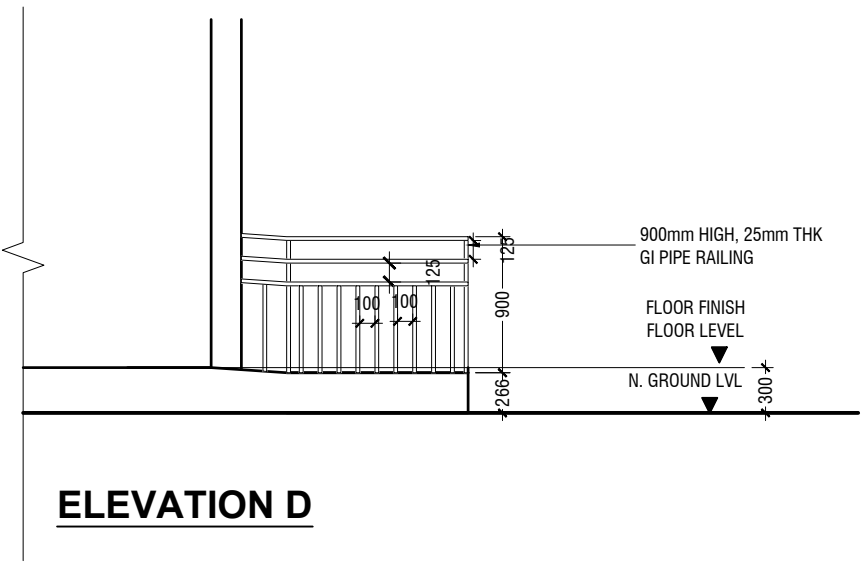 900mm HIGH, 25mm THK
GI PIPE RAILING
125
125
100
100
900
FLOOR FINISH
FLOOR LEVEL
N. GROUND LVL
266
300
ELEVATION D